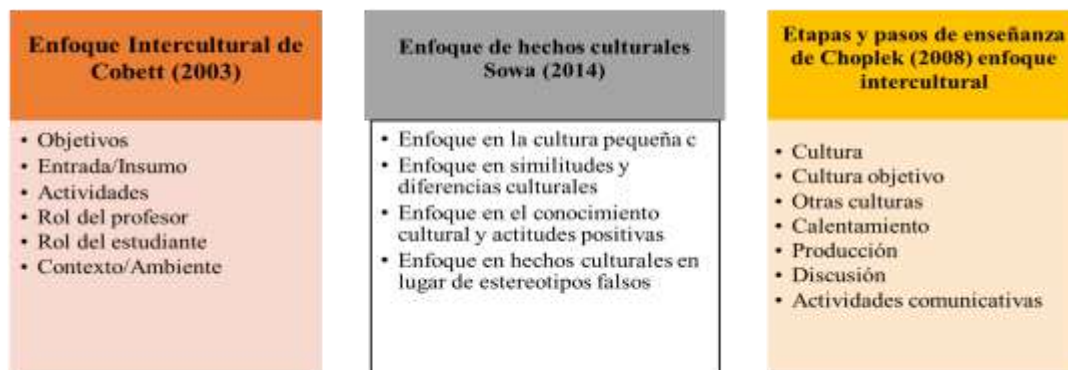 Enfoque Intercultural de
Cobett (2003)
• Objetivos
• Entrada/Insumo
• Actividades
• Rol del profesor
• Rol del estudiante
• Contexto/Ambiente
Enfoque de hechos culturales
Sowa (2014)
• Enfoque en la cultura pequeña c
• Enfoque en similitudes y
diferencias culturales
• Enfoque en el conocimiento
cultural y actitudes positivas
• Enfoque en hechos culturales en
lugar de estereotipos falsos
Etapas y pasos de enseñanza
de Choplek (2008) enfoque
intercultural
• Cultura
• Cultura objetivo
• Otras culturas
• Calentamiento
• Producción
• Discusión
• Actividades comunicativas